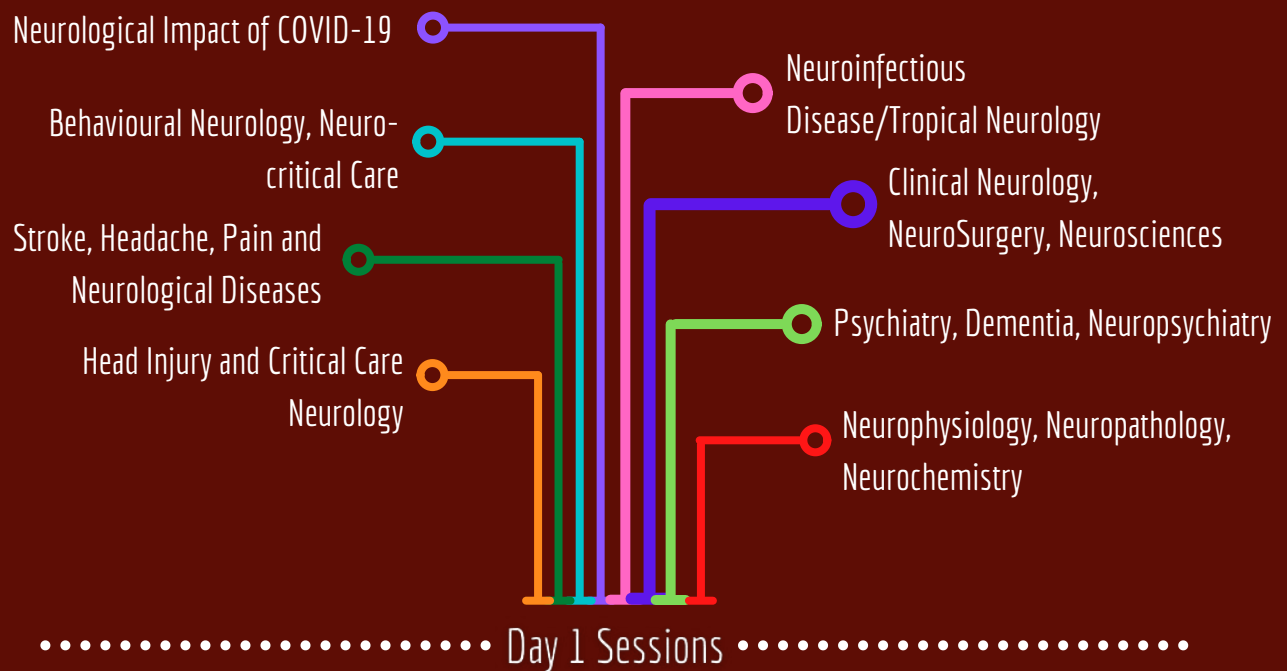 Neurological Impact of COVID-19
Behavioural Neurology, Neuro-
critical Care
Stroke, Headache, Pain and
Neurological Diseases
Head Injury and Critical Care
Neurology
Neuroinfectious
Disease/Tropical Neurology
Clinical Neurology,
NeuroSurgery, Neurosciences
Psychiatry, Dementia, Neuropsychiatry
Neurophysiology, Neuropathology,
Neurochemistry
Day 1 Sessions